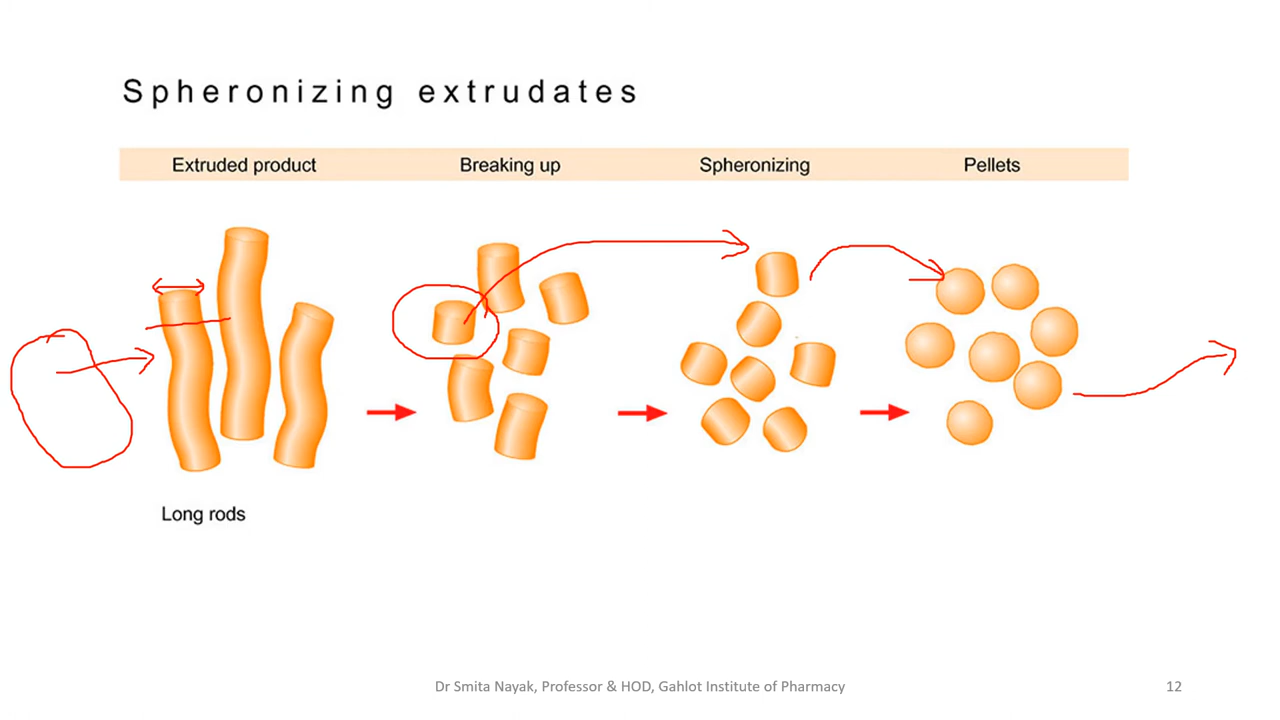 Spheronizing extrudates
Extruded product Breaking up Spheronizing Pellets
Long rods
Dr Smita Nayak, Professor & HOD, Gahlot Institute of Pharmacy 12